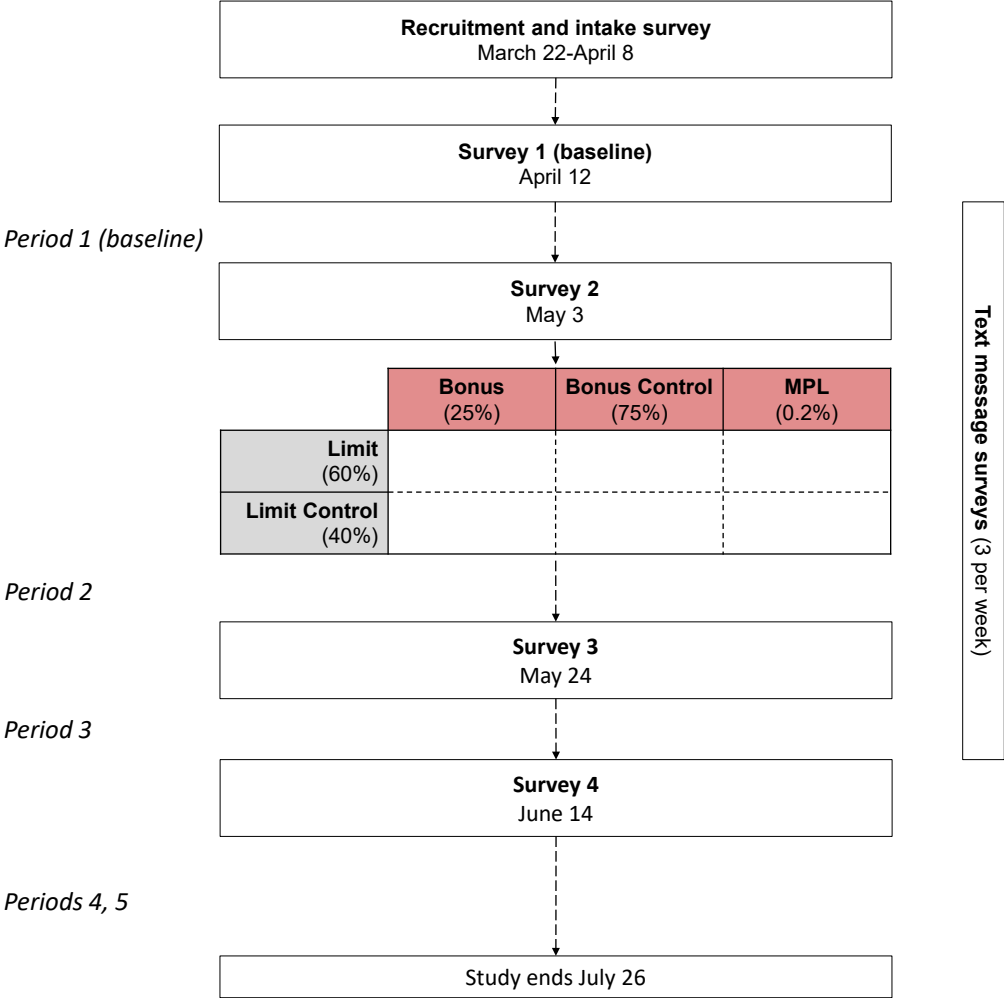 Recruitment and intake survey
March 22-April 8
Survey 1 (baseline)
April 12
Period 1 (baseline)
Survey 2
May 3
Bonus
(25%)
Bonus Control
(75%)
MPL
(0.2%)
Limit
(60%)
Limit Control
(40%)
Period 2
Survey 3
May 24
Period 3
Survey 4
June 14
Periods 4, 5
Study ends July 26
Text message surveys (3 per week)